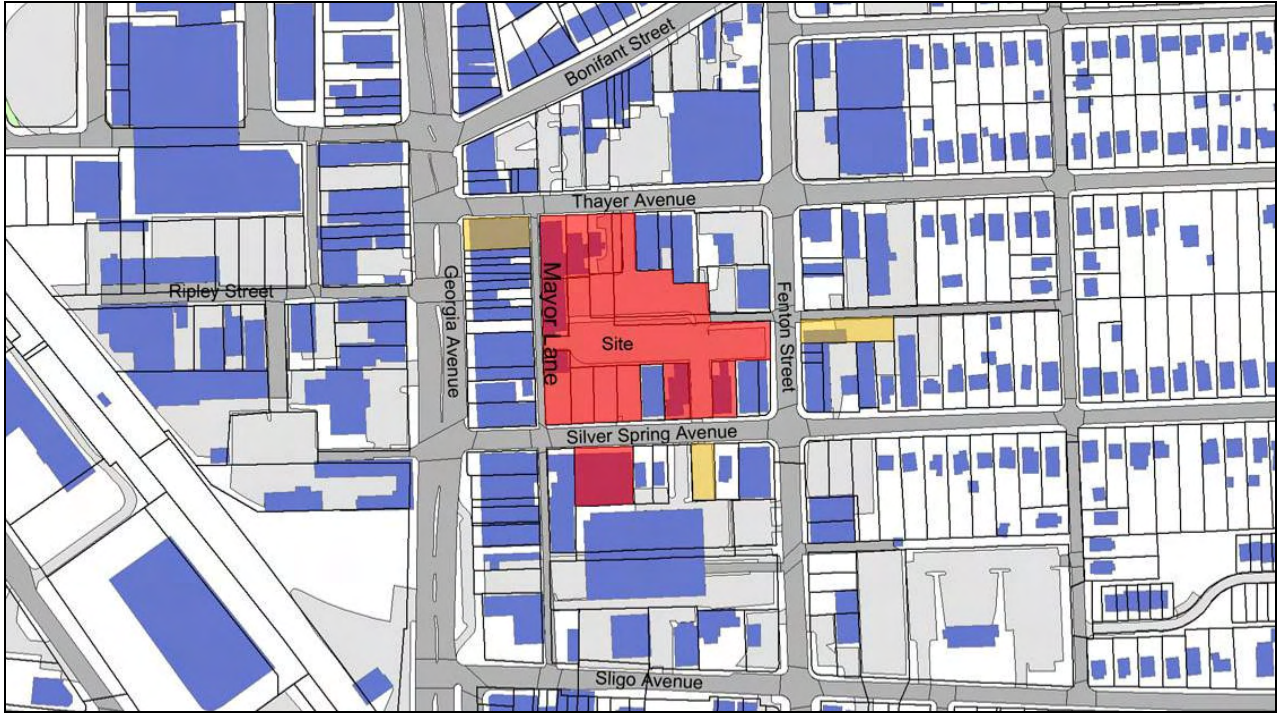 Bonifant Street
Thayer Avenue
Ripley Street
Georgia Avenue
Mayor Lane
Fenton Street
Site
Silver Spring Avenue
Sligo Avenue